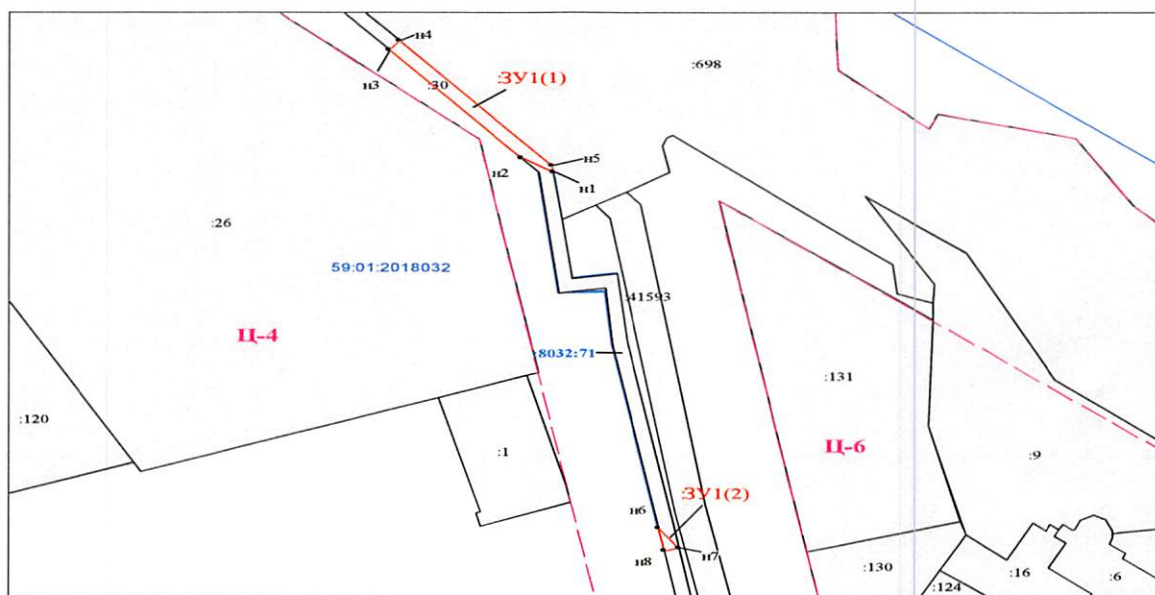 н4
:698
:ЗУ1(1)
н3
:30
н5
н2
н1
:26
59:01:2018032
:41593
Ц-4
8032:71
:131
:120
Ц-6
:1
:9
:ЗУ1(2)
н6
н7
н8
:130
:16
:6
:124